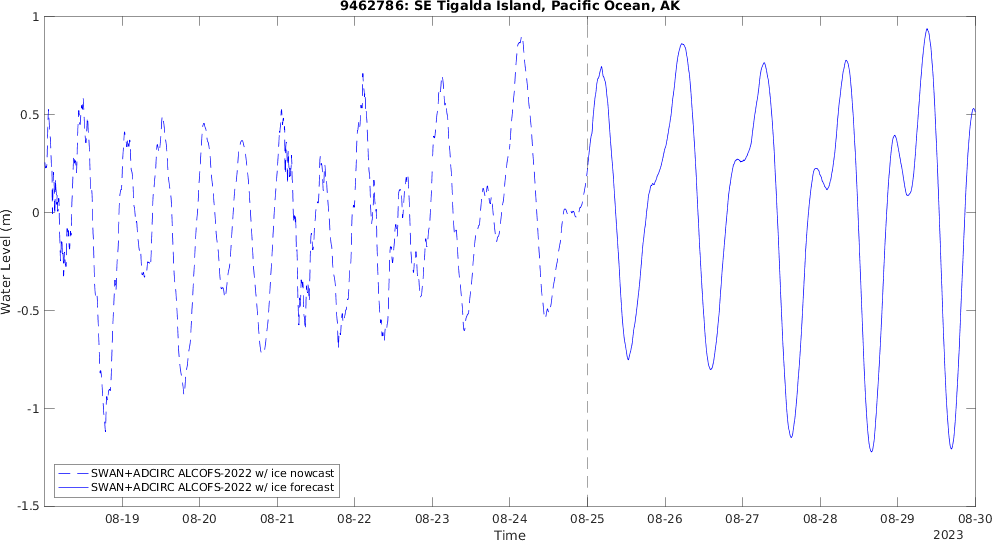 9462786: SE Tigalda Island, Pacific Ocean, AK
Water Level (m)
1
0.5
0
-0.5
-1
-1.5
SWAN+ADCIRC ALCOFS-2022 w/ ice nowcast
SWAN+ADCIRC ALCOFS-2022 w/ ice forecast
08-19 08-20 08-21 08-22 08-23 08-24 08-25 08-26 08-27 08-28 08-29 08-30
Time
2023